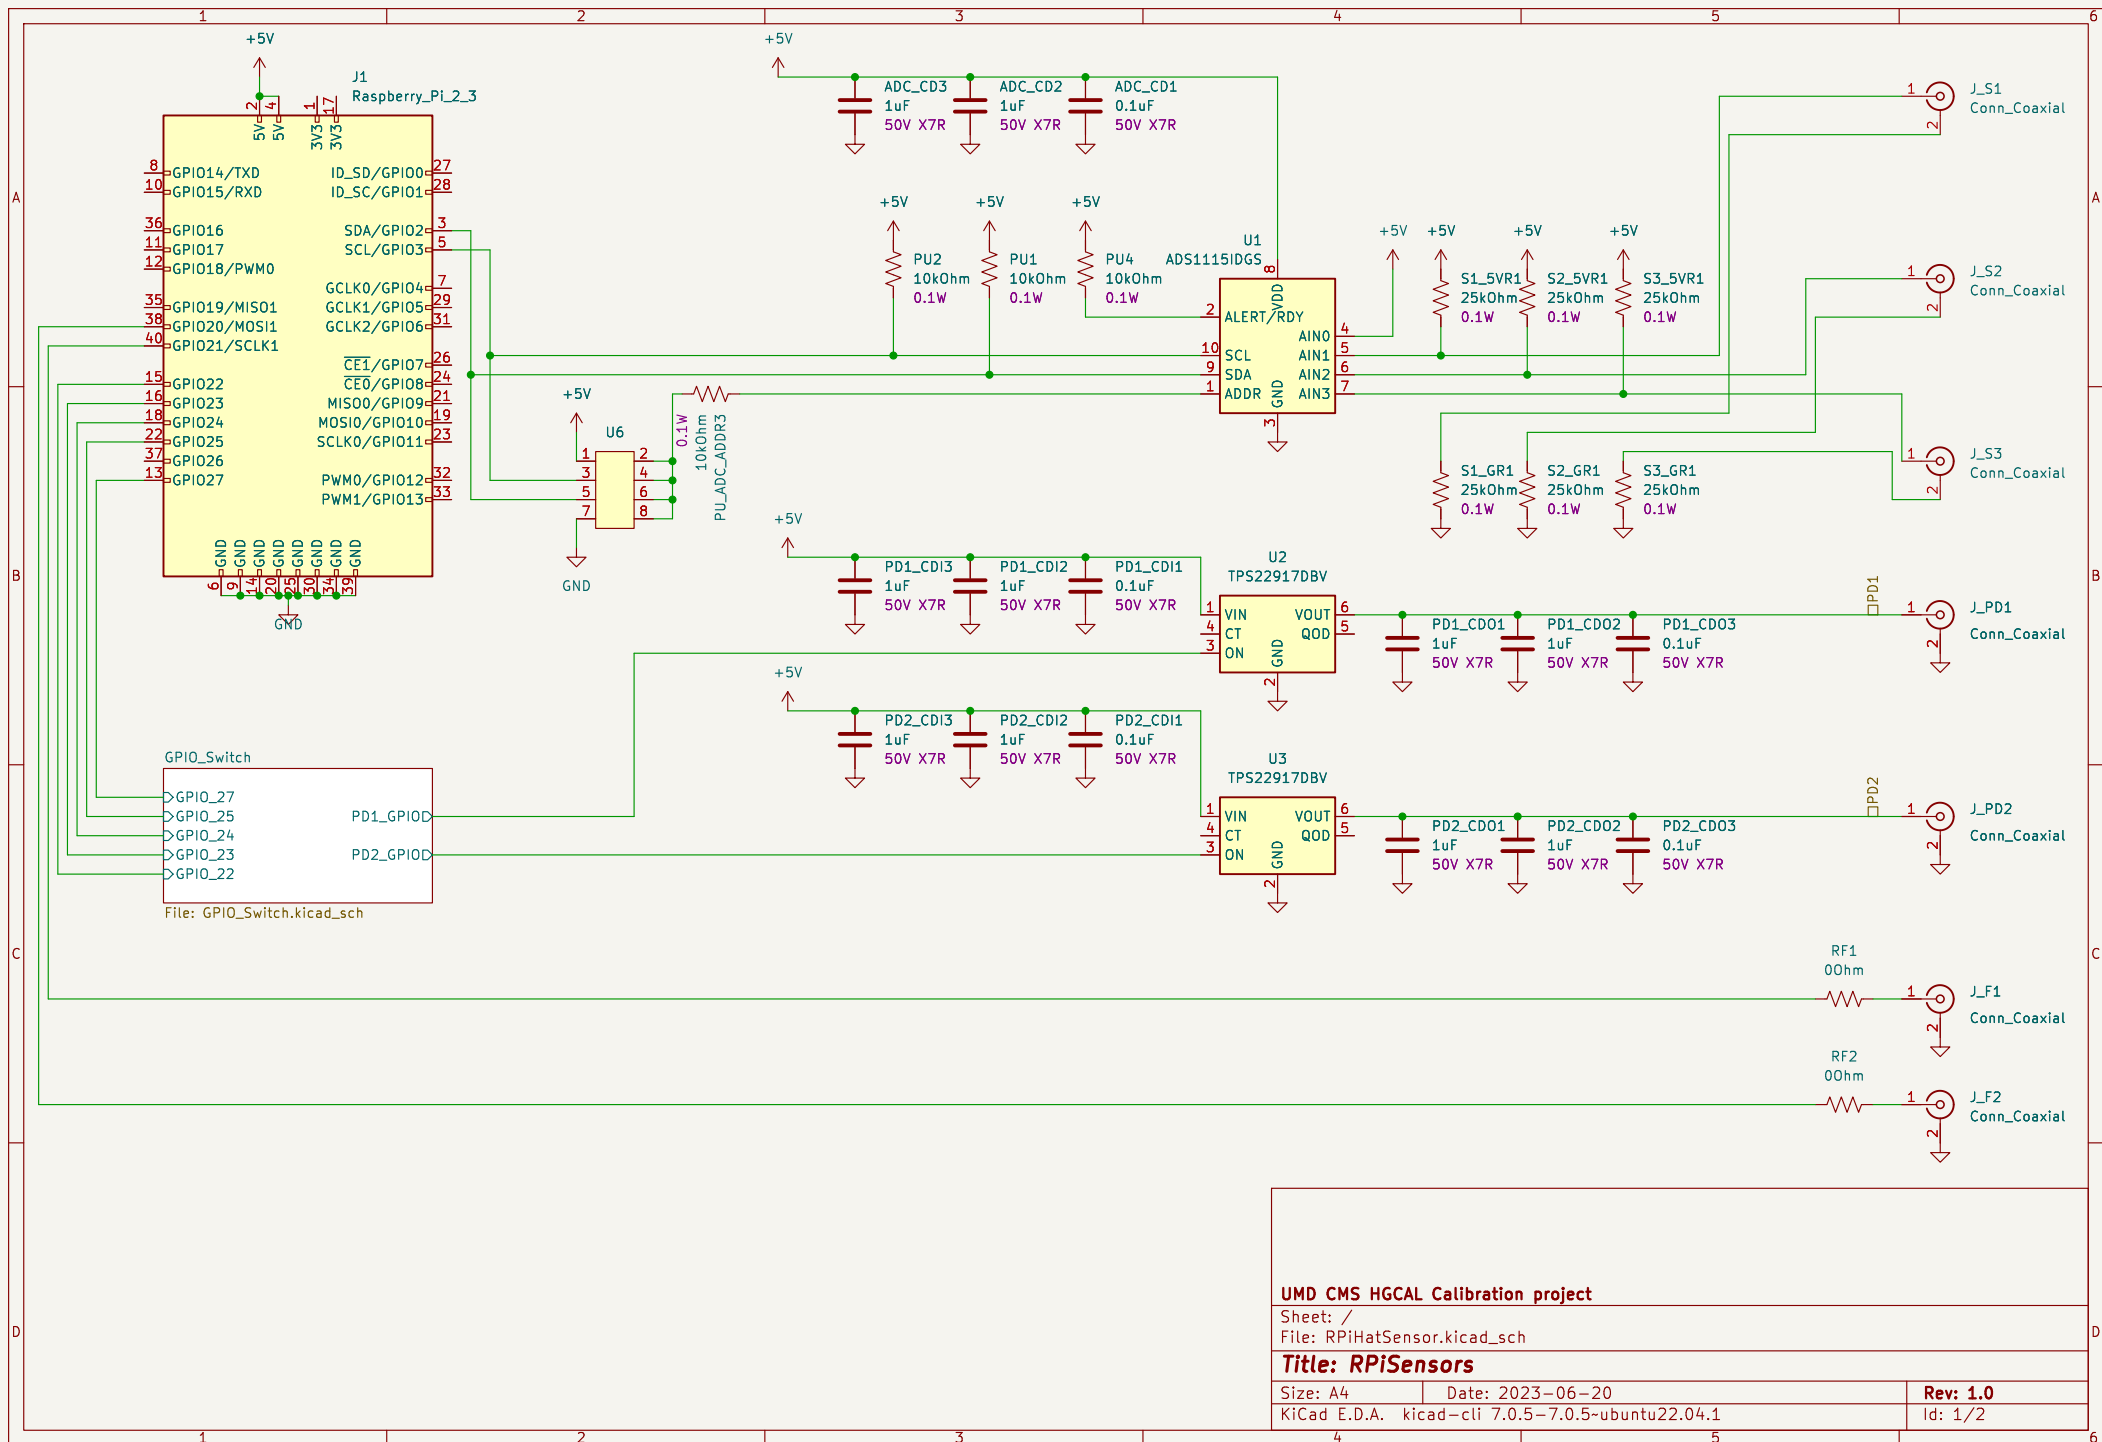 1 2 3 4 5 6
A
B
C
D
+5V
J1
Raspberry_Pi_2_3
2 4 1 17
5V 5V 3V3 3V3
8 GPIO14/TXD
10 GPIO15/RXD
36 GPIO16
11 GPIO17
12 GPIO18/PWM0
35 GPIO19/MISO1
38 GPIO20/MOSI1
40 GPIO21/SCLK1
15 GPIO22
16 GPIO23
18 GPIO24
22 GPIO25
37 GPIO26
13 GPIO27
ID_SD/GPIO0 27
ID_SC/GPIO1 28
SDA/GPIO2 3
SCL/GPIO3 5
GCLK0/GPIO4 7
GCLK1/GPIO5 29
GCLK2/GPIO6 31
CE1/GPIO7 26
CE0/GPIO8 24
MISO0/GPIO9 21
MOSI0/GPIO10 19
SCLK0/GPIO11 23
PWM0/GPIO12 32
PWM1/GPIO13 33
GND GND GND GND GND GND GND GND
6 9 14 20 25 30 34 39
GND
GPIO_Switch
GPIO_27
GPIO_25
GPIO_24
GPIO_23
GPIO_22
PD1_GPIO
PD2_GPIO
File: GPIO_Switch.kicad_sch
+5V
U6
1 2
3 4
5 6
7 8
GND
0.1W
10kOhm
PU_ADC_ADDR3
+5V
ADC_CD3
1uF
50V X7R
ADC_CD2
1uF
50V X7R
ADC_CD1
0.1uF
50V X7R
+5V
PU2
10kOhm
0.1W
+5V
PU1
10kOhm
0.1W
+5V
PU4
10kOhm
0.1W
U1
ADS1115IDGS
8
VDD
2 ALERT/RDY
10 SCL
9 SDA
1 ADDR
AIN0 4
AIN1 5
AIN2 6
AIN3 7
GND
3
+5V
+5V
S1_5VR1
25kOhm
0.1W
+5V
S2_5VR1
25kOhm
0.1W
+5V
S3_5VR1
25kOhm
0.1W
S1_GR1
25kOhm
0.1W
S2_GR1
25kOhm
0.1W
S3_GR1
25kOhm
0.1W
1
2
J_S1
Conn_Coaxial
1
2
J_S2
Conn_Coaxial
1
2
J_S3
Conn_Coaxial
+5V
PD1_CDI3
1uF
50V X7R
PD1_CDI2
1uF
50V X7R
PD1_CDI1
0.1uF
50V X7R
U2
TPS22917DBV
1 VIN
4 CT
3 ON
VOUT 6
QOD 5
GND
2
PD1_CDO1
1uF
50V X7R
PD1_CDO2
1uF
50V X7R
PD1_CDO3
0.1uF
50V X7R
PD1
1
2
J_PD1
Conn_Coaxial
+5V
PD2_CDI3
1uF
50V X7R
PD2_CDI2
1uF
50V X7R
PD2_CDI1
0.1uF
50V X7R
U3
TPS22917DBV
1 VIN
4 CT
3 ON
VOUT 6
QOD 5
GND
2
PD2_CDO1
1uF
50V X7R
PD2_CDO2
1uF
50V X7R
PD2_CDO3
0.1uF
50V X7R
PD2
1
2
J_PD2
Conn_Coaxial
RF1
0Ohm
1
2
J_F1
Conn_Coaxial
RF2
0Ohm
1
2
J_F2
Conn_Coaxial
UMD CMS HGCAL Calibration project
Sheet: /
File: RPiHatSensor.kicad_sch
Title: RPiSensors
Size: A4 Date: 2023-06-20 Rev: 1.0
KiCad E.D.A. kicad-cli 7.0.5-7.0.5~ubuntu22.04.1 Id: 1/2
A
B
C
D
1 2 3 4 5 6